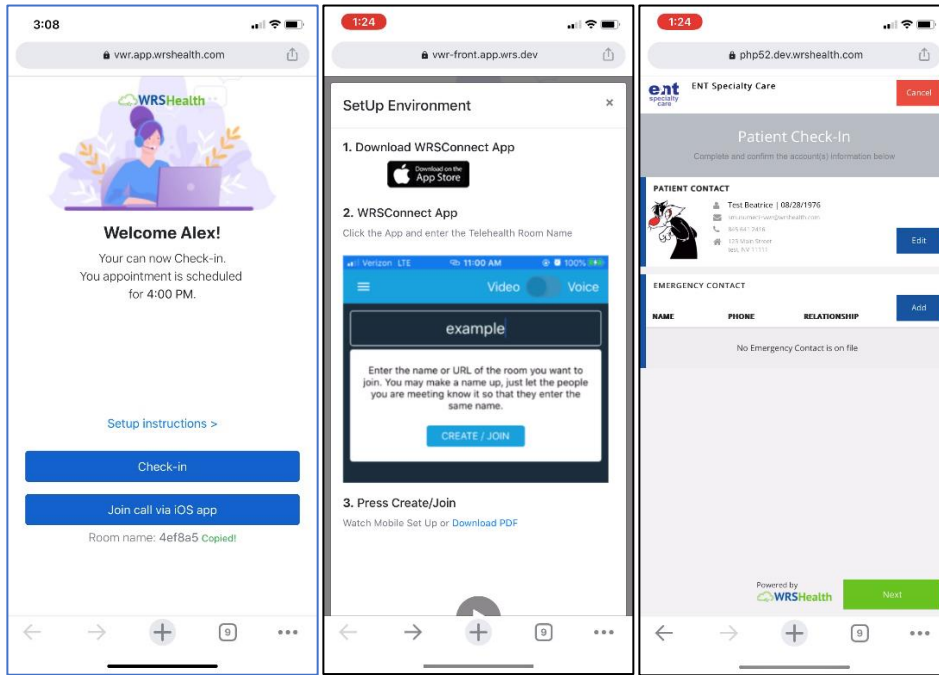 3:08
vwr.app.wrshealth.com
WRSHealth
Welcome Alex!
Your can now Check-in.
You appointment is scheduled
for 4:00 PM.
Setup instructions >
Check-in
Join call via iOS app
Room name: 4ef8a5 Copied!
9
1:24
vwr-front.app.wrs.dev
SetUp Environment ×
1. Download WRSConnect App
Download on the
App Store
2. WRSConnect App
Click the App and enter the Telehealth Room Name
Verizon LTE 11:00 AM 100%
Video Voice
example
Enter the name or URL of the room you want to
join. You may make a name up, just let the people
you are meeting know it so that they enter the
same name.
CREATE / JOIN
3. Press Create/Join
Watch Mobile Set Up or Download PDF
9
1:24
php52.dev.wrshealth.com
ent
specialty
care
ENT Specialty Care
Cancel
Patient Check-In
Complete and confirm the account(s) information below
PATIENT CONTACT
Test Beatrice | 08/28/1976
123 Main Street
Edit
EMERGENCY CONTACT
Add
NAME PHONE RELATIONSHIP
No Emergency Contact is on file
Powered by
WRSHealth
Next
9